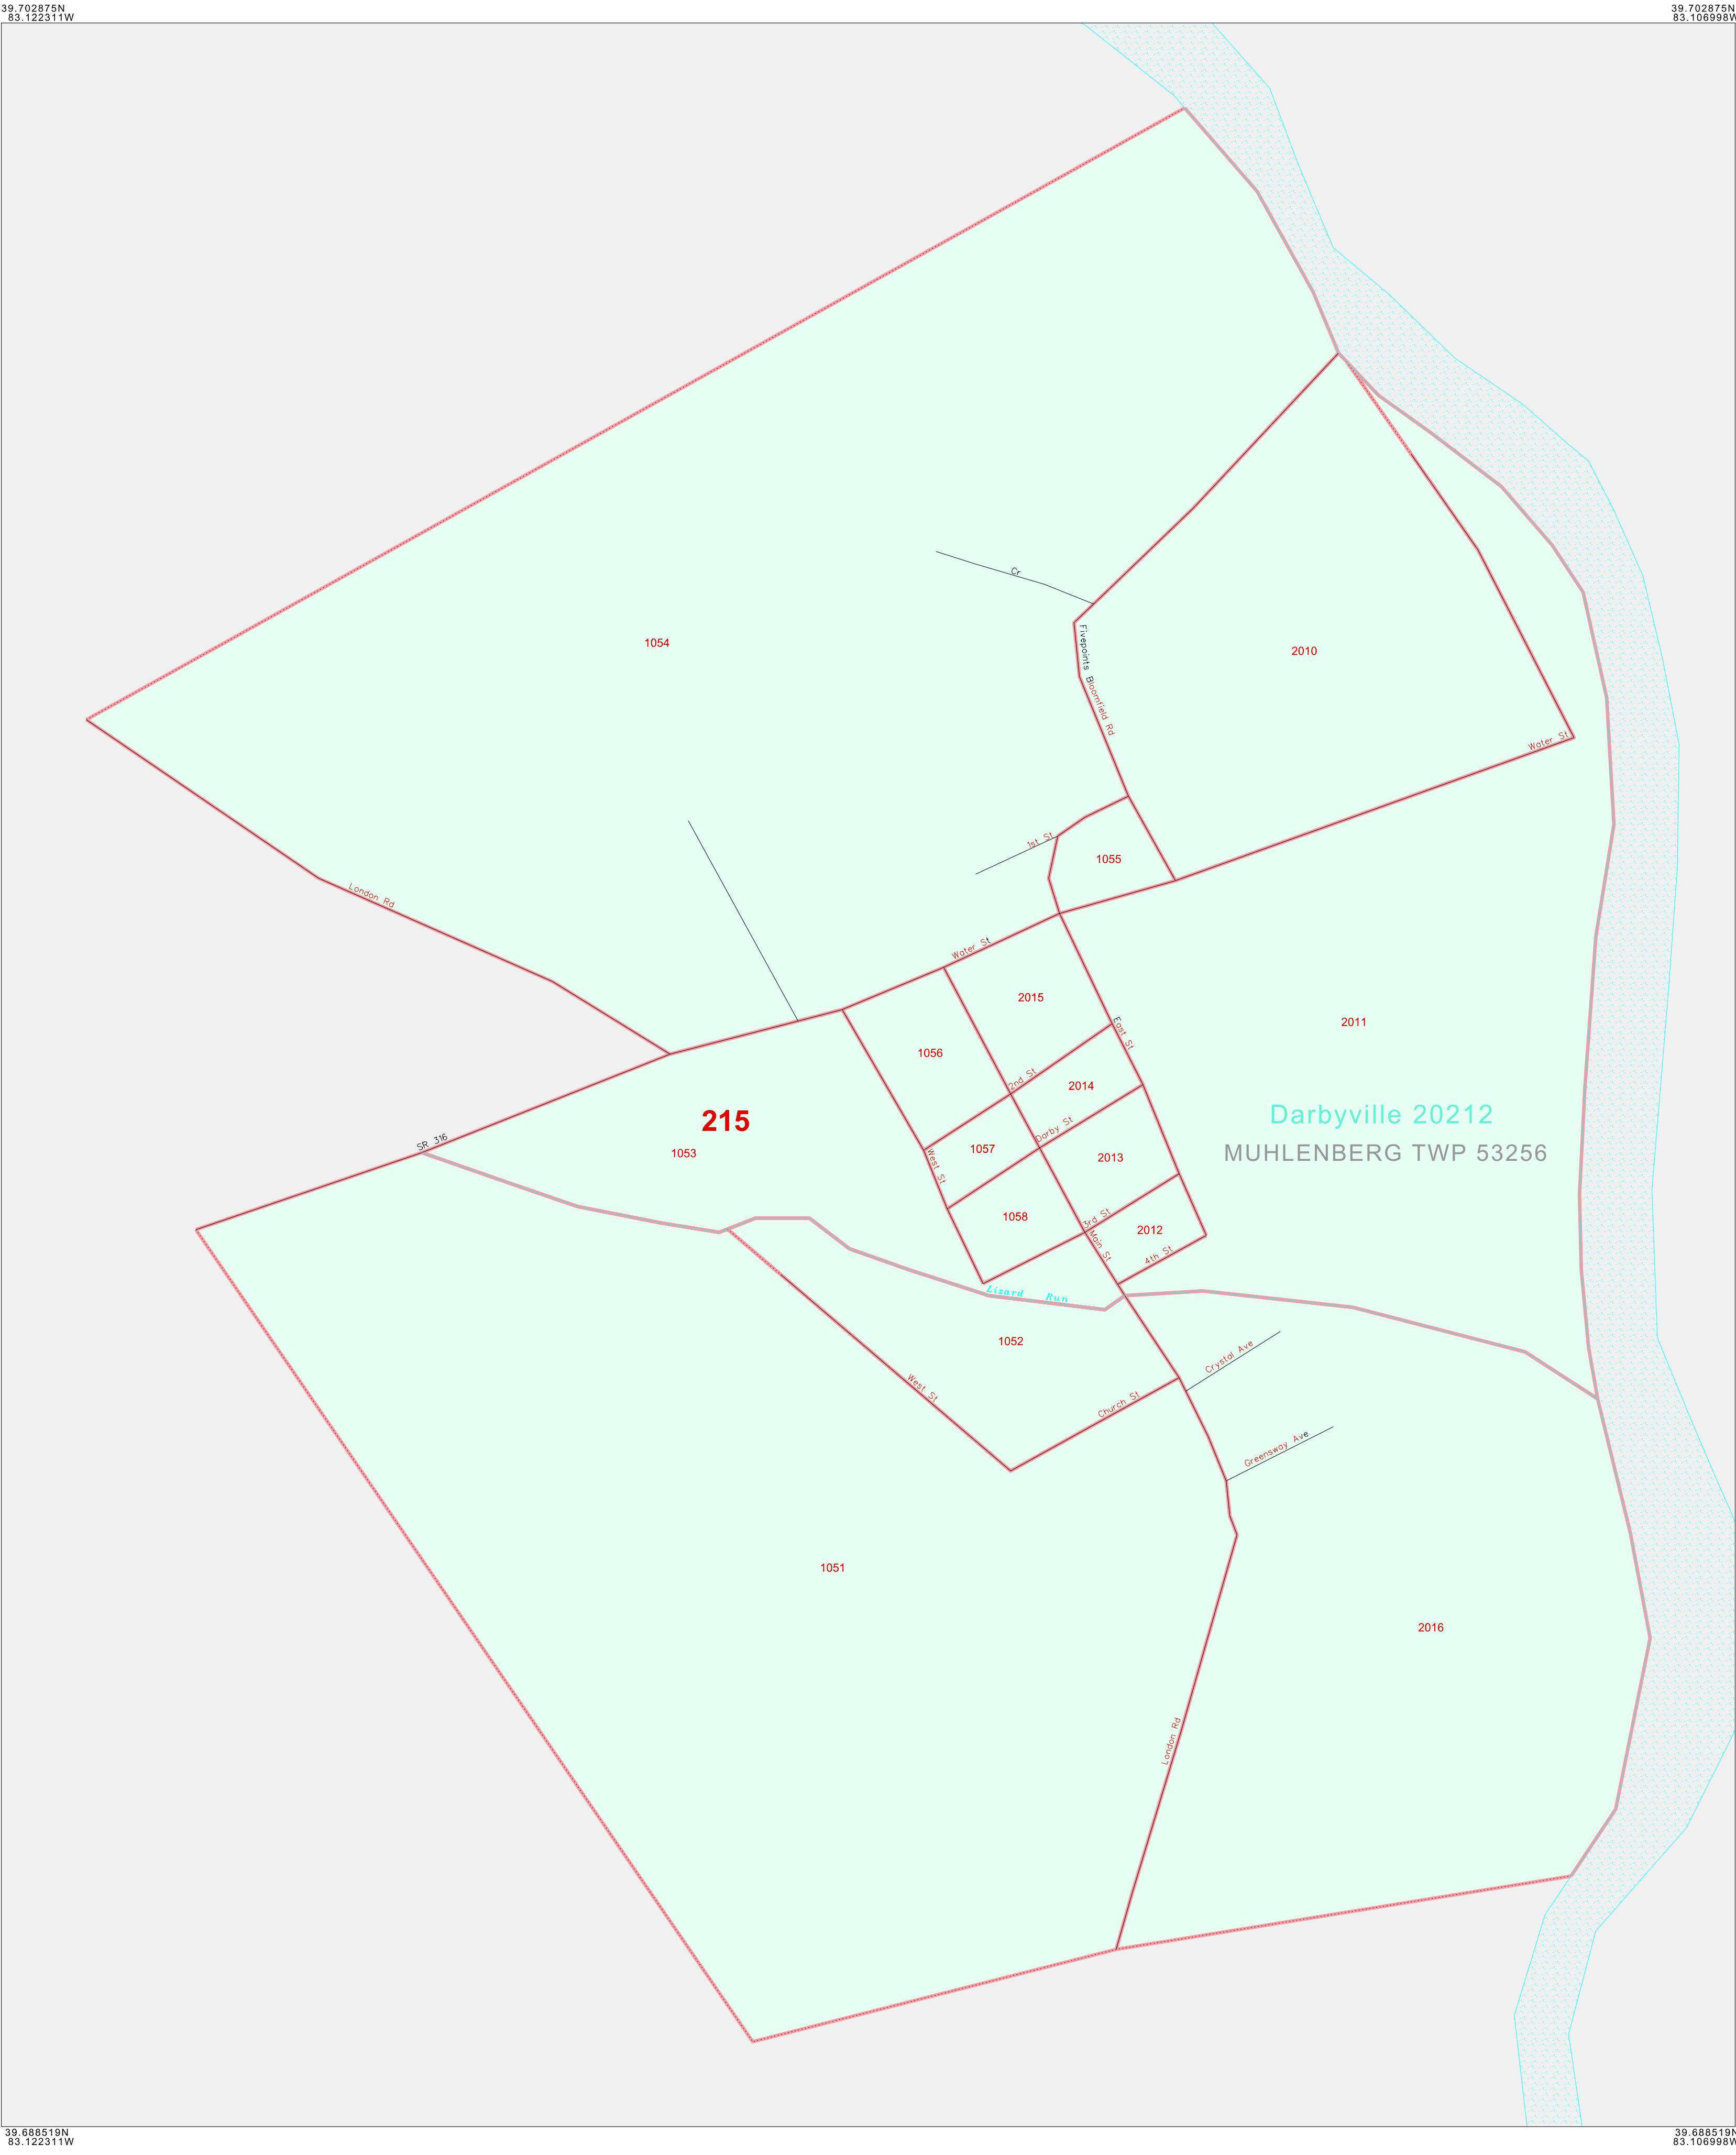 39.702875N
83.122311W
39.702875N
83.106998W
Cr
1054
2010
Fivepoints Bloomfield Rd
Water St
1st St
1055
London Rd
Water St
2015
2011
East St
1056
2nd St
2014
Darbyville 20212
215
Darby St
SR 316
1053
1057
MUHLENBERG TWP 53256
West St
2013
1058
3rd St
2012
Main St
4th St
Lizard Run
1052
Crystal Ave
West St
Church St
Greensway Ave
1051
2016
London Rd
39.688519N
83.122311W
39.688519N
83.106998W